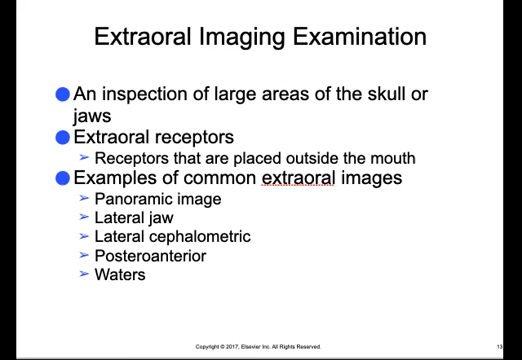 Extraoral Imaging Examination
● An inspection of large areas of the skull or
jaws
● Extraoral receptors
➢ Receptors that are placed outside the mouth
● Examples of common extraoral images
➢ Panoramic image
➢ Lateral jaw
➢ Lateral cephalometric
➢ Posteroanterior
➢ Waters
Copyright © 2017, Elsevier Inc. All Rights Reserved.
13